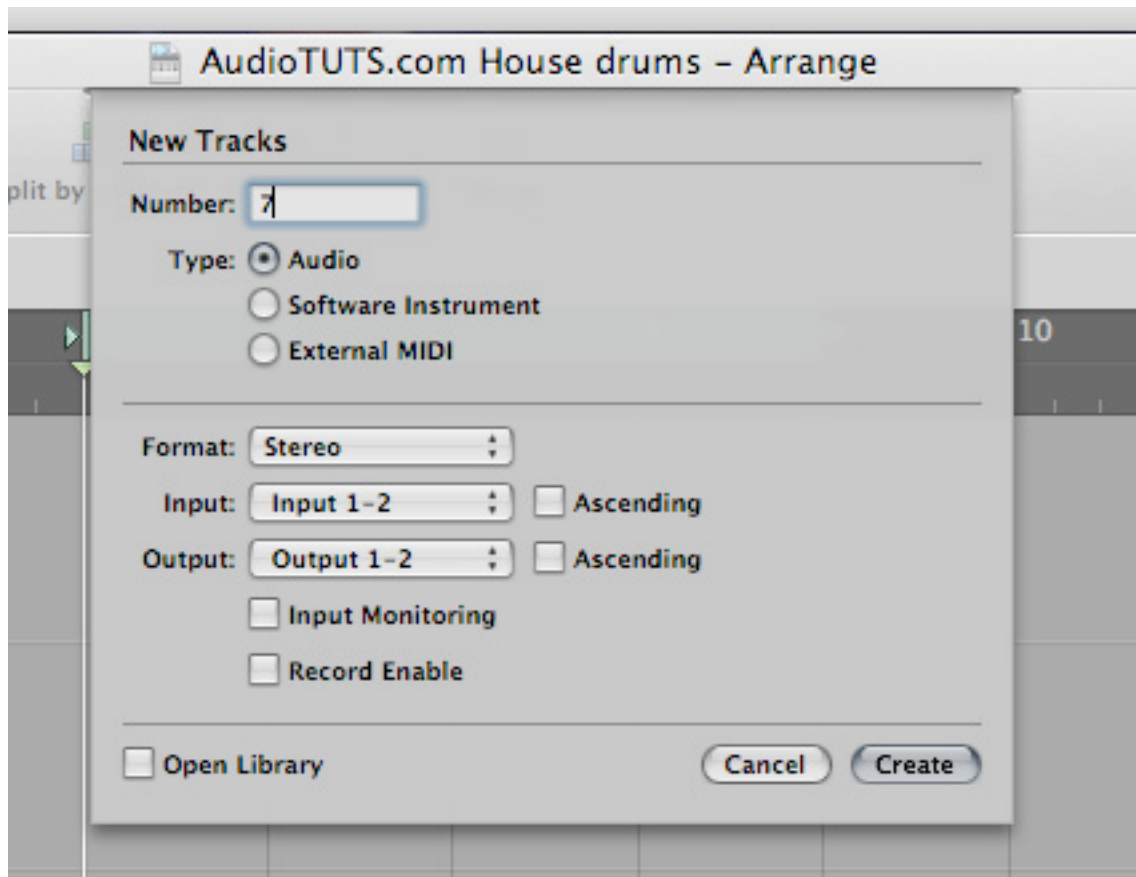 AudioTUTS.com House drums – Arrange
New Tracks
plit by
Number: 7
Type: Audio
Software Instrument
External MIDI
10
Format: Stereo
Input: Input 1-2 Ascending
Output: Output 1-2 Ascending
Input Monitoring
Record Enable
Open Library Cancel Create